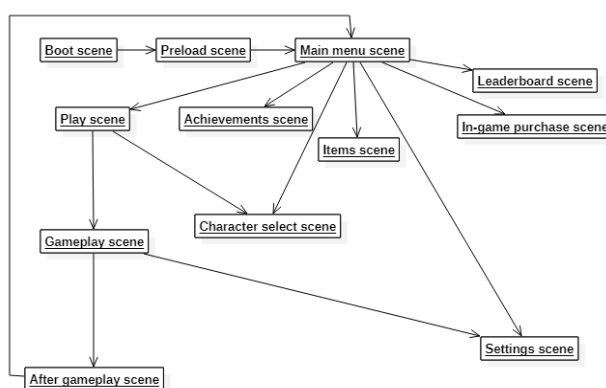 Boot scene
Preload scene
Main menu scene
Leaderboard scene
Play scene
Achievements scene
In-game purchase scene
Items scene
Character select scene
Gameplay scene
Settings scene
After gameplay scene